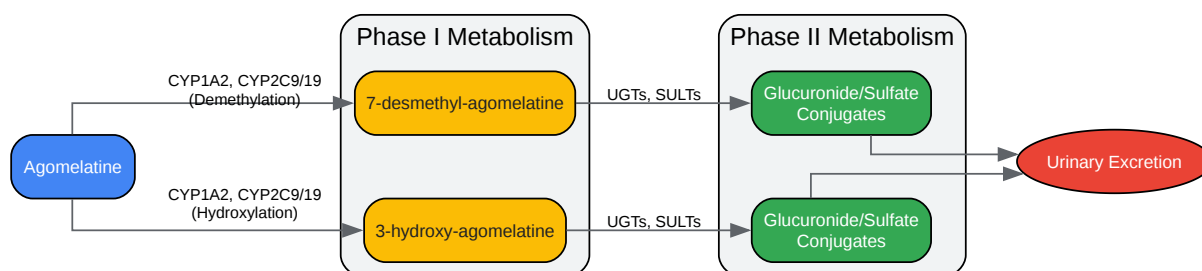 Phase I Metabolism
Phase II Metabolism
CYP1A2, CYP2C9/19
(Demethylation)
7-desmethyl-agomelatine
UGTs, SULTs
Glucuronide/Sulfate
Conjugates
Agomelatine
Urinary Excretion
CYP1A2, CYP2C9/19
(Hydroxylation)
3-hydroxy-agomelatine
UGTs, SULTs
Glucuronide/Sulfate
Conjugates